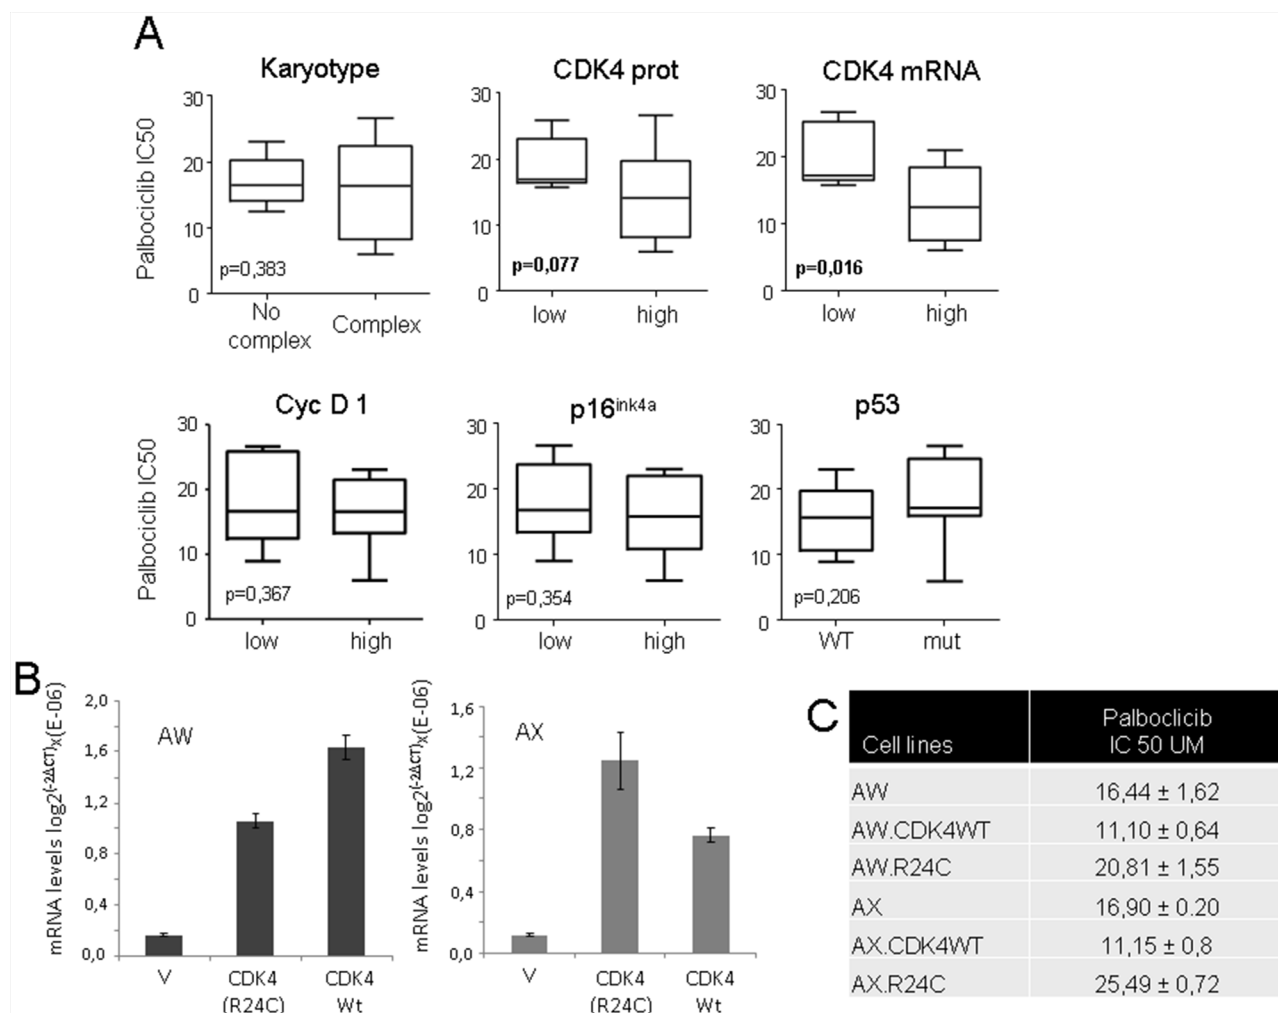 A
Karyotype
Palbociclib IC50
30
20
10
0
p=0,383
No complex
Complex
CDK4 prot
30
20
10
0
p=0,077
low
high
CDK4 mRNA
30
20
10
0
p=0,016
low
high
Cyc D 1
Palbociclib IC50
30
20
10
0
p=0,367
low
high
p16ink4a
30
20
10
0
p=0,354
low
high
p53
30
20
10
0
p=0,206
WT
mut
B
mRNA levels log2(-2ΔCT)x(E-06)
2,0
1,6
1,2
0,8
0,4
0,0
AW
V
CDK4
(R24C)
CDK4
Wt
mRNA levels log2(-2ΔCT)x(E-06)
1,6
1,2
0,8
0,4
0,0
AX
V
CDK4
(R24C)
CDK4
Wt
C
Cell lines
Palboclicib
IC 50 UM
AW 16,44 ± 1,62
AW.CDK4WT 11,10 ± 0,64
AW.R24C 20,81 ± 1,55
AX 16,90 ± 0.20
AX.CDK4WT 11,15 ± 0,8
AX.R24C 25,49 ± 0,72